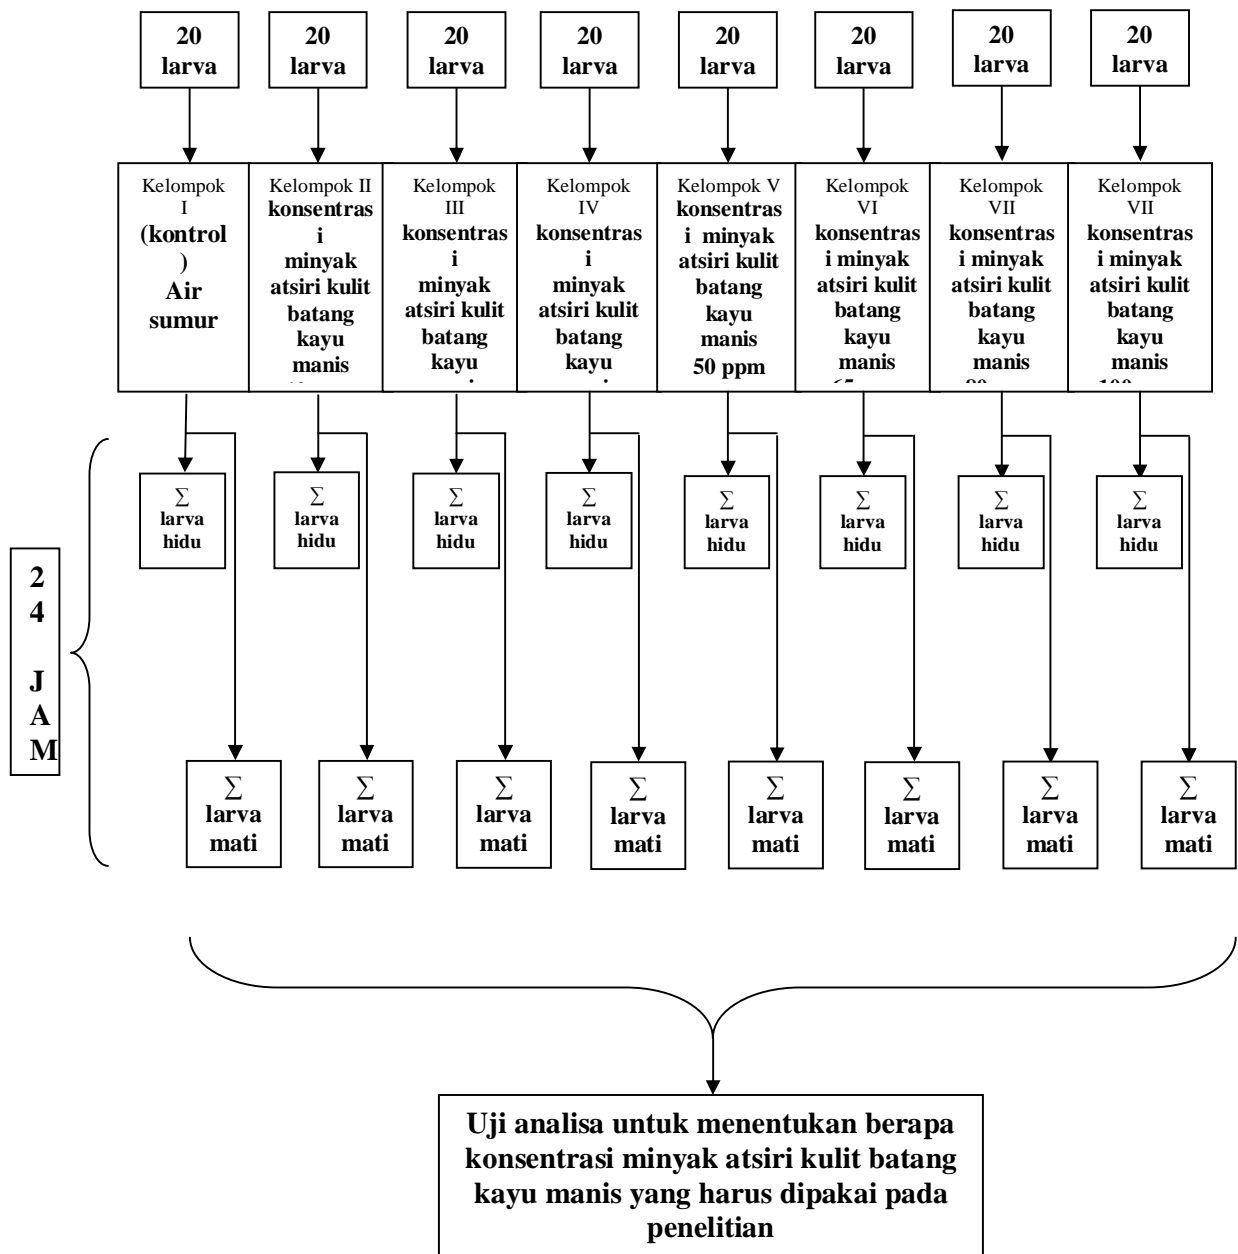 20
larva
20
larva
20
larva
20
larva
20
larva
20
larva
20
larva
20
larva
Kelompok
I
(kontrol
)
Air
sumur
Kelompok II
konsentras
i
minyak
atsiri kulit
batang
kayu
manis
Kelompok
III
konsentras
i
minyak
atsiri kulit
batang
kayu
Kelompok
IV
konsentras
i
minyak
atsiri kulit
batang
kayu
Kelompok V
konsentras
i minyak
atsiri kulit
batang
kayu
manis
50 ppm
Kelompok
VI
konsentras
i minyak
atsiri kulit
batang
kayu
manis
Kelompok
VII
konsentras
i minyak
atsiri kulit
batang
kayu
manis
Kelompok
VII
konsentras
i minyak
atsiri kulit
batang
kayu
manis
2
4
J
A
M
∑
larva
hidu
∑
larva
hidu
∑
larva
hidu
∑
larva
hidu
∑
larva
hidu
∑
larva
hidu
∑
larva
hidu
∑
larva
hidu
∑
larva
mati
∑
larva
mati
∑
larva
mati
∑
larva
mati
∑
larva
mati
∑
larva
mati
∑
larva
mati
∑
larva
mati
Uji analisa untuk menentukan berapa
konsentrasi minyak atsiri kulit batang
kayu manis yang harus dipakai pada
penelitian